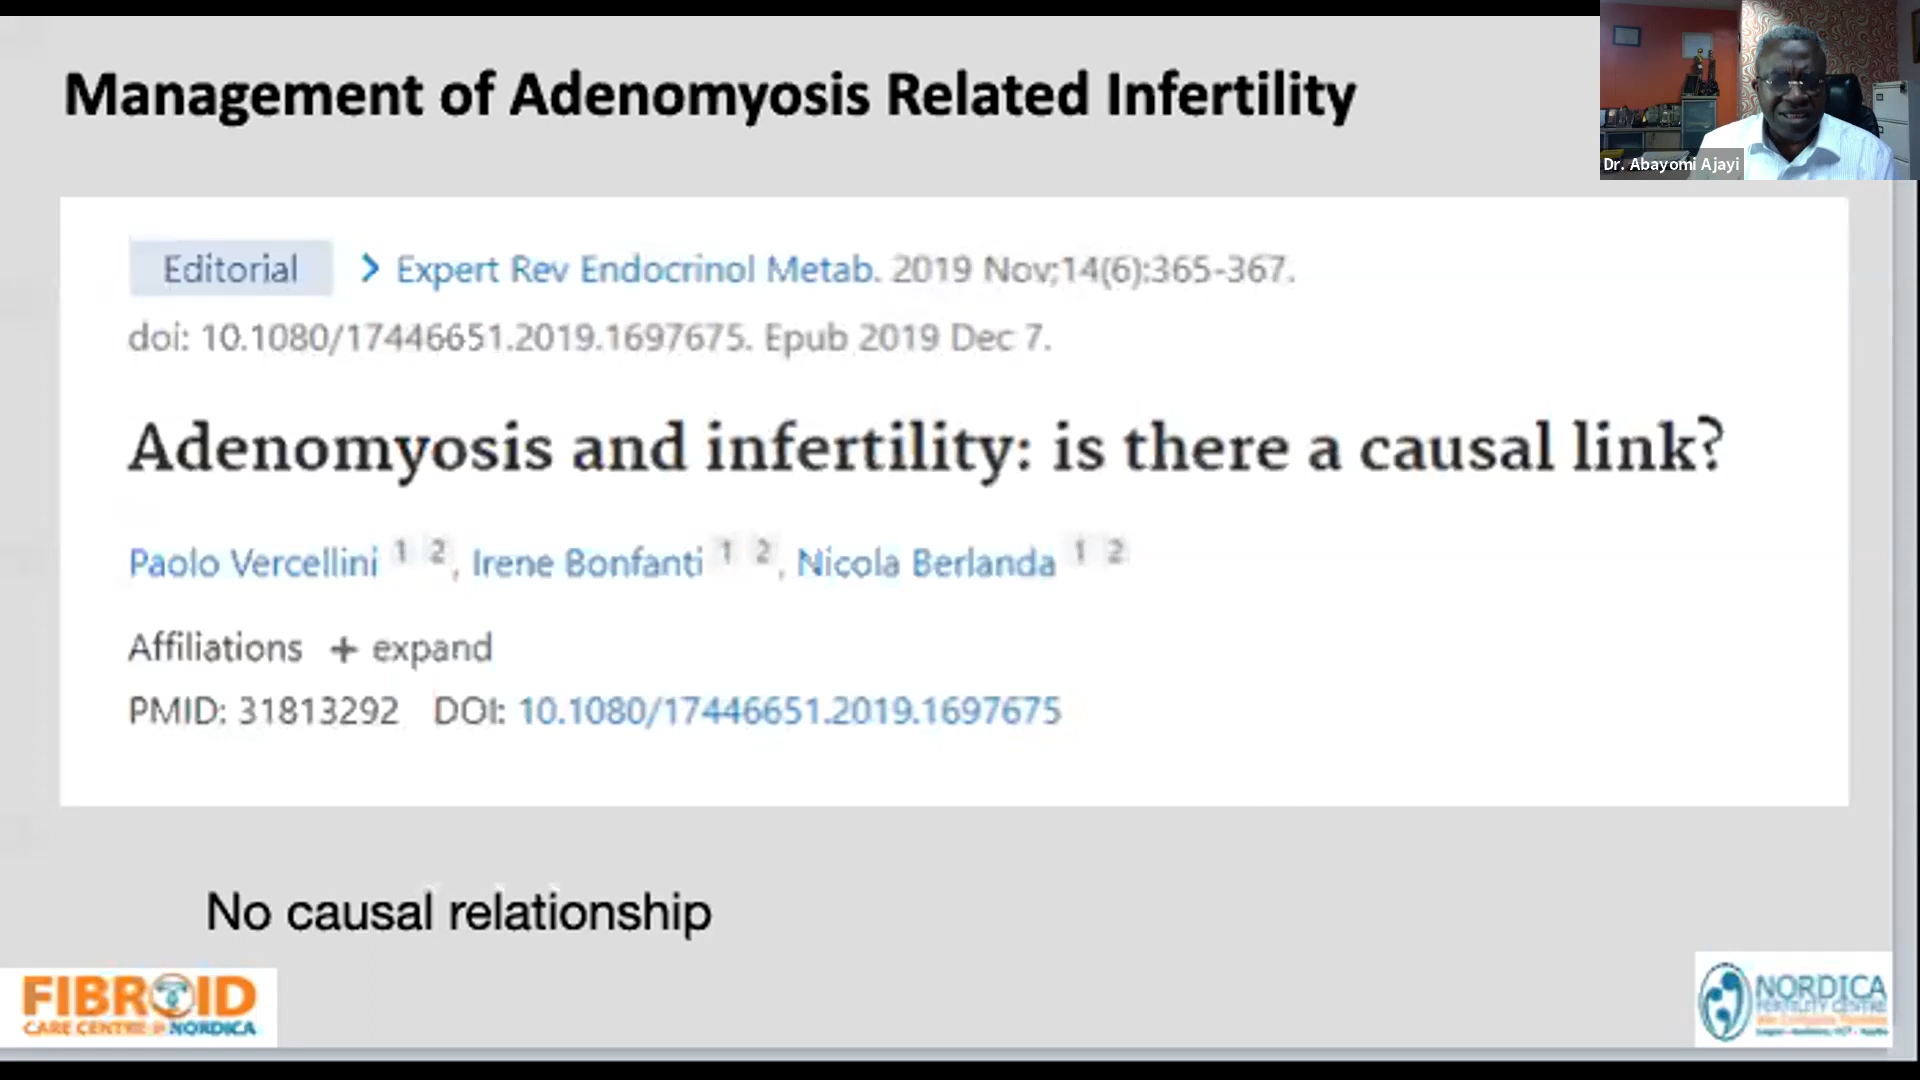 Management of Adenomyosis Related Infertility
Dr. Abayomi Ajayi
Editorial > Expert Rev Endocrinol Metab. 2019 Nov;14(6):365-367.
doi: 10.1080/17446651.2019.1697675. Epub 2019 Dec 7.
Adenomyosis and infertility: is there a causal link?
Paolo Vercellini 1 2, Irene Bonfanti 1 2, Nicola Berlanda 1 2
Affiliations + expand
PMID: 31813292 DOI: 10.1080/17446651.2019.1697675
No causal relationship
FIBROID
CARE CENTRE @ NORDICA
NORDICA
FERTILITY CENTRE